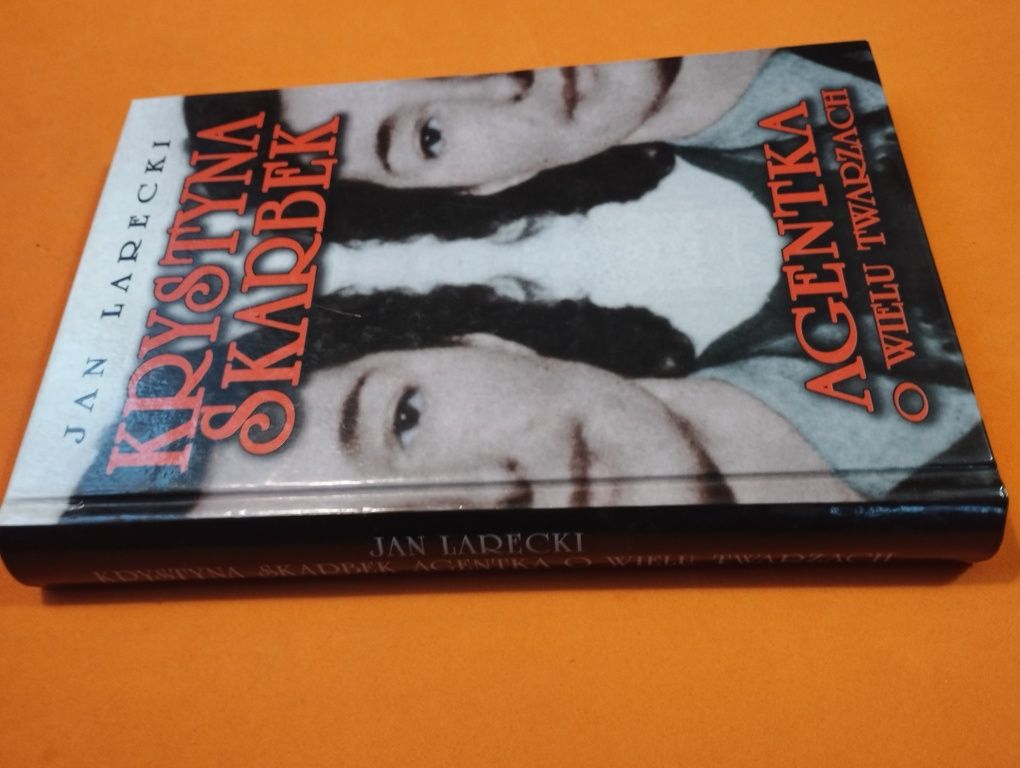 JAN LARECKI
KRYSTYNA
SKARBEK
AGENTKA
O WIELU TWARZACH
JAN LARECKI
KRYSTYNA SKARBEK AGENTKA O WIELU TWARZACH